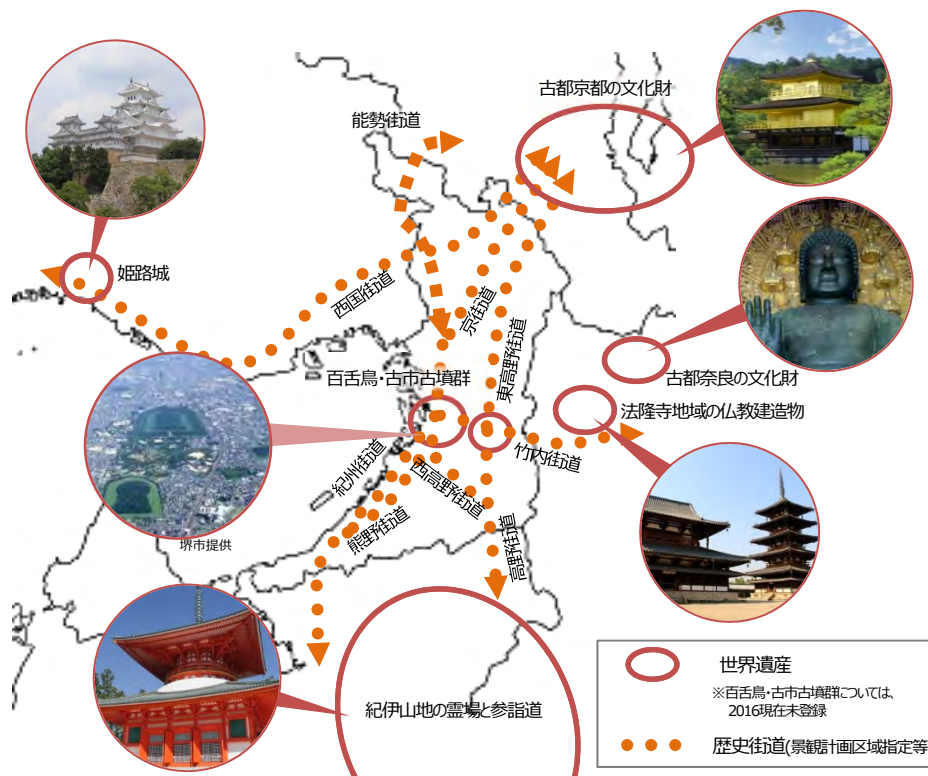 古都京都の文化財
能勢街道
姫路城
西国街道
京街道
東高野街道
百舌鳥・古市古墳群
古都奈良の文化財
法隆寺地域の仏教建造物
竹内街道
紀州街道
西高野街道
熊野街道
高野街道
堺市提供
紀伊山地の霊場と参詣道
世界遺産
※百舌鳥・古市古墳群については、
2016現在未登録
歴史街道(景観計画区域指定等